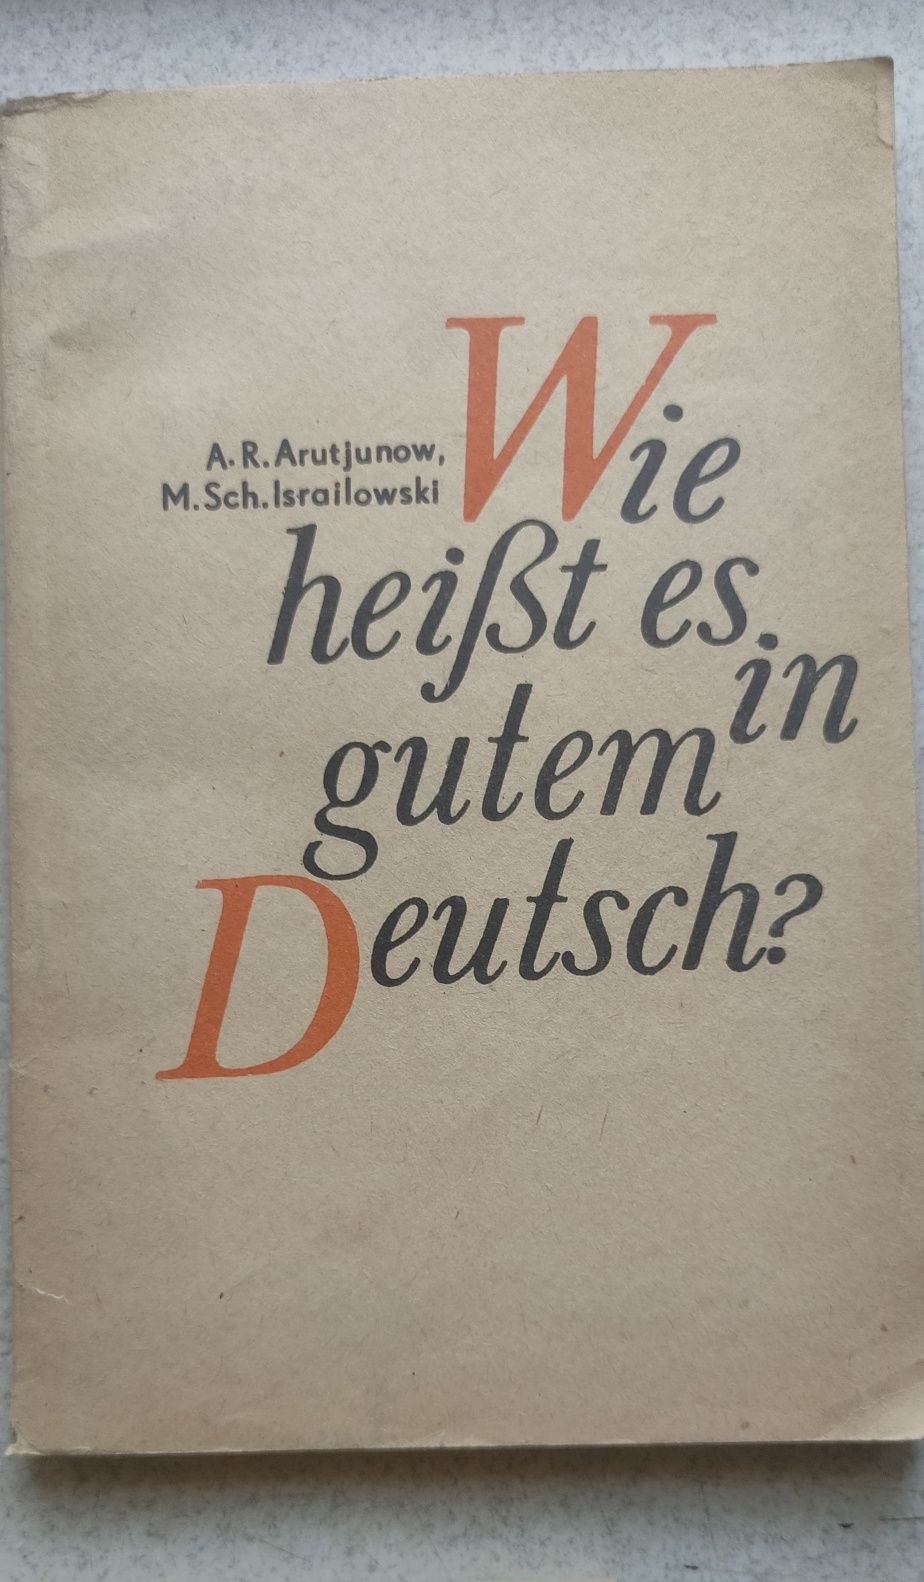 A.R. Arutjunow,
M.Sch. Israilowski
Wie
heißt es
in
gutem
Deutsch?